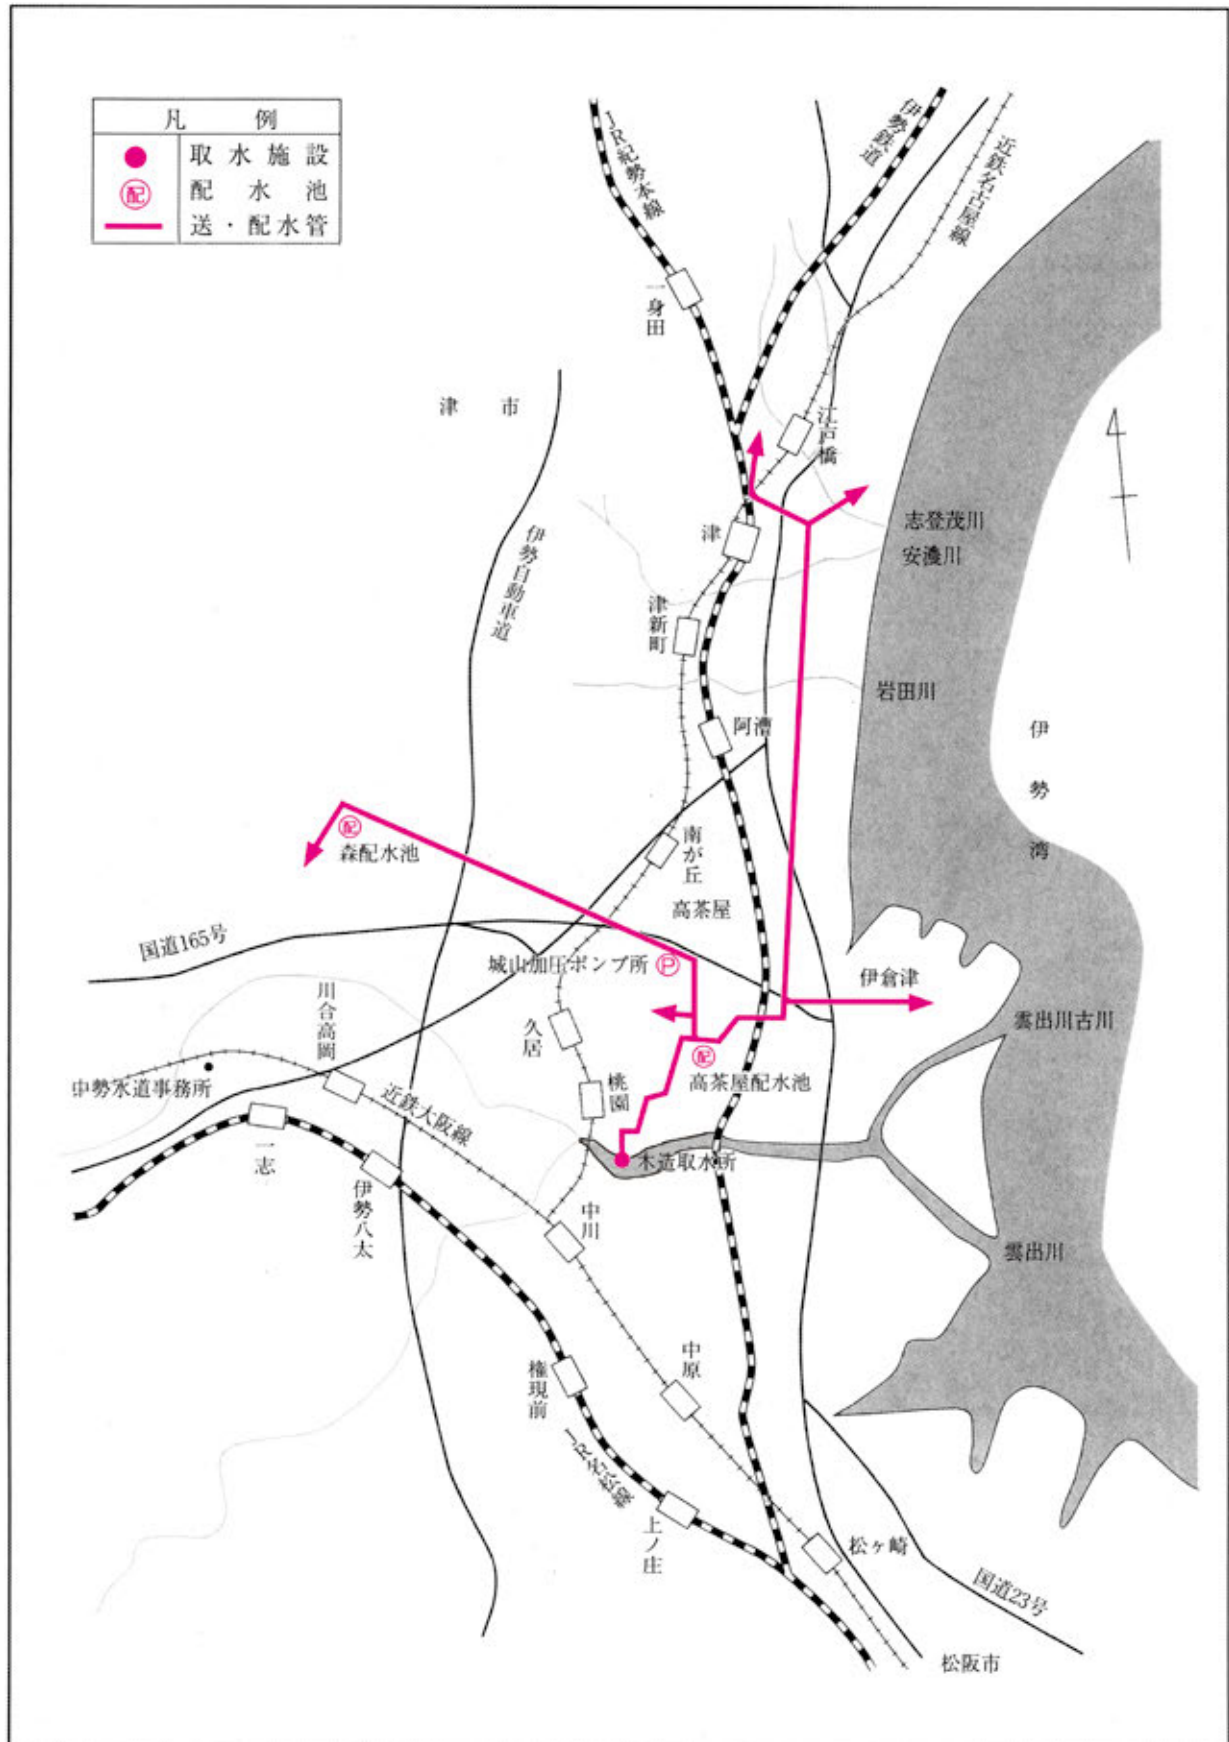 凡 例
取水施設
配 配水池
送・配水管
JR紀勢本線
伊勢鉄道
近鉄名古屋線
一身田
江戸橋
津市
伊勢自動車道
志登茂川
安濃川
津
津新町
岩田川
阿漕
伊勢湾
配
森配水池
南が丘
高茶屋
国道165号
城山加圧ポンプ所 P
伊倉津
雲出川古川
川合高岡
久居
配
高茶屋配水池
中勢水道事務所
桃園
近鉄大阪線
一志
木造取水所
伊勢八太
中川
雲出川
中原
権現前
JR名松線
上ノ庄
松ヶ崎
国道23号
松阪市